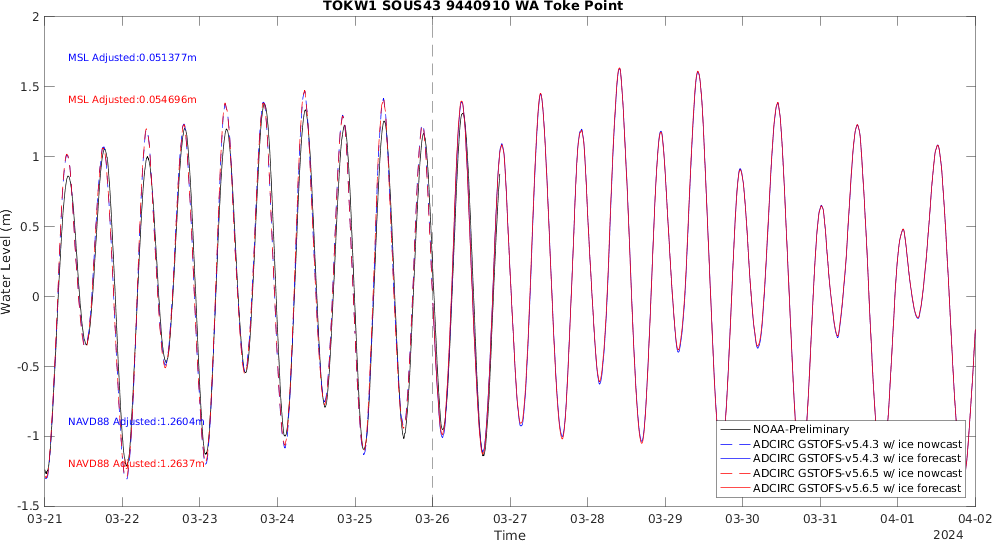 TOKW1 SOUS43 9440910 WA Toke Point
2
1.5
1
0.5
0
-0.5
-1
-1.5
Water Level (m)
MSL Adjusted:0.051377m
MSL Adjusted:0.054696m
NAVD88 Adjusted:1.2604m
NAVD88 Adjusted:1.2637m
NOAA-Preliminary
ADCIRC GSTOFS-v5.4.3 w/ ice nowcast
ADCIRC GSTOFS-v5.4.3 w/ ice forecast
ADCIRC GSTOFS-v5.6.5 w/ ice nowcast
ADCIRC GSTOFS-v5.6.5 w/ ice forecast
03-21 03-22 03-23 03-24 03-25 03-26 03-27 03-28 03-29 03-30 03-31 04-01 04-02
Time
2024